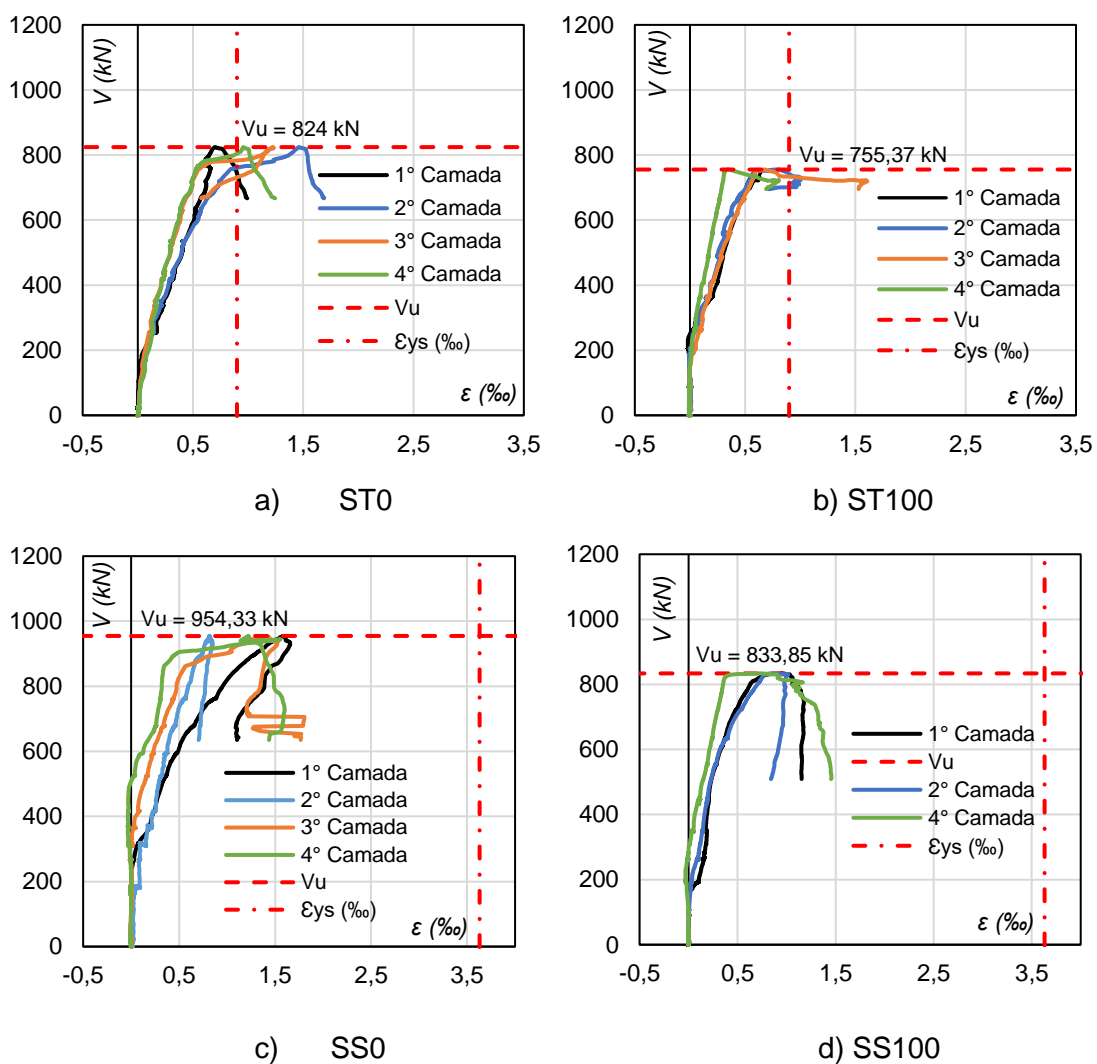 1200
1000
800
600
400
200
0
V (kN)
Vu = 824 kN
1° Camada
2° Camada
3° Camada
4° Camada
Vu
Ɛys (‰)
ε (‰)
-0,5 0,5 1,5 2,5 3,5
a) ST0
1200
1000
800
600
400
200
0
V (kN)
Vu = 755,37 kN
1° Camada
2° Camada
3° Camada
4° Camada
Vu
Ɛys (‰)
ε (‰)
-0,5 0,5 1,5 2,5 3,5
b) ST100
1200
1000
800
600
400
200
0
V (kN)
Vu = 954,33 kN
1° Camada
2° Camada
3° Camada
4° Camada
Vu
Ɛys (‰)
ε (‰)
-0,5 0,5 1,5 2,5 3,5
c) SS0
1200
1000
800
600
400
200
0
V (kN)
Vu = 833,85 kN
1° Camada
Vu
2° Camada
4° Camada
Ɛys (‰)
ε (‰)
-0,5 0,5 1,5 2,5 3,5
d) SS100